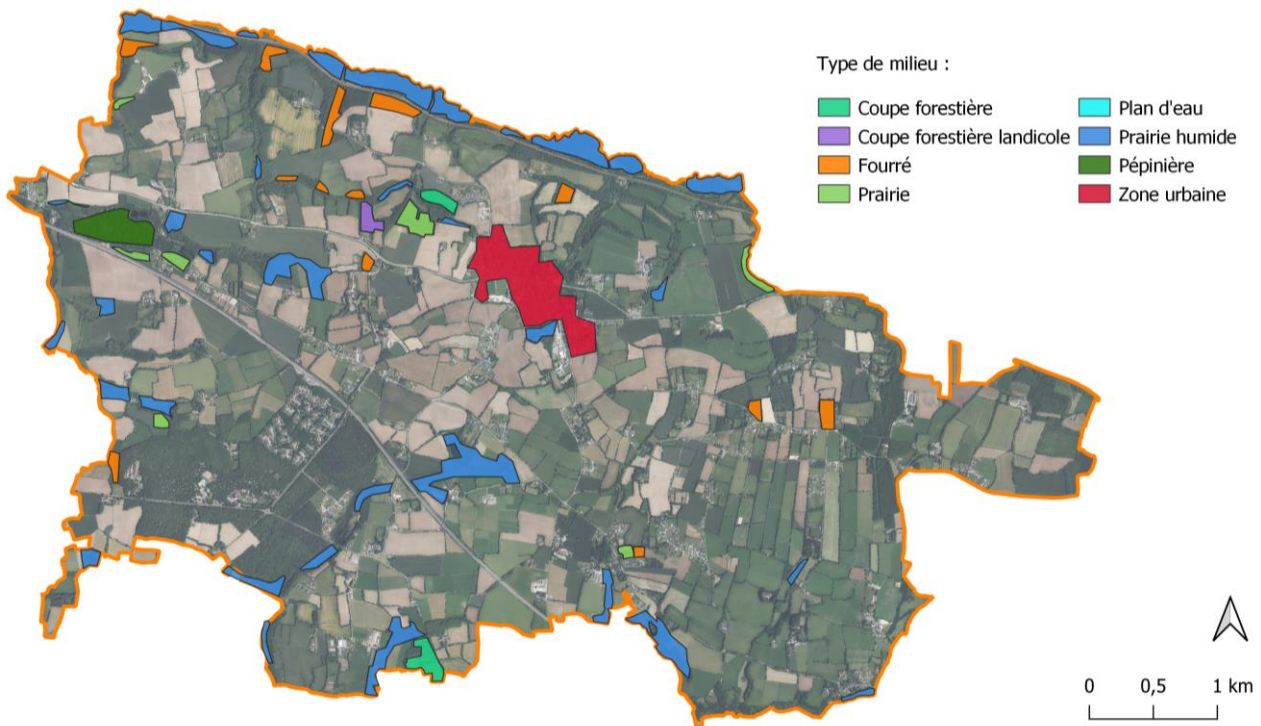 Type de milieu :
Coupe forestière
Coupe forestière landicole
Fourré
Prairie
Plan d'eau
Prairie humide
Pépinière
Zone urbaine
0 0,5 1 km